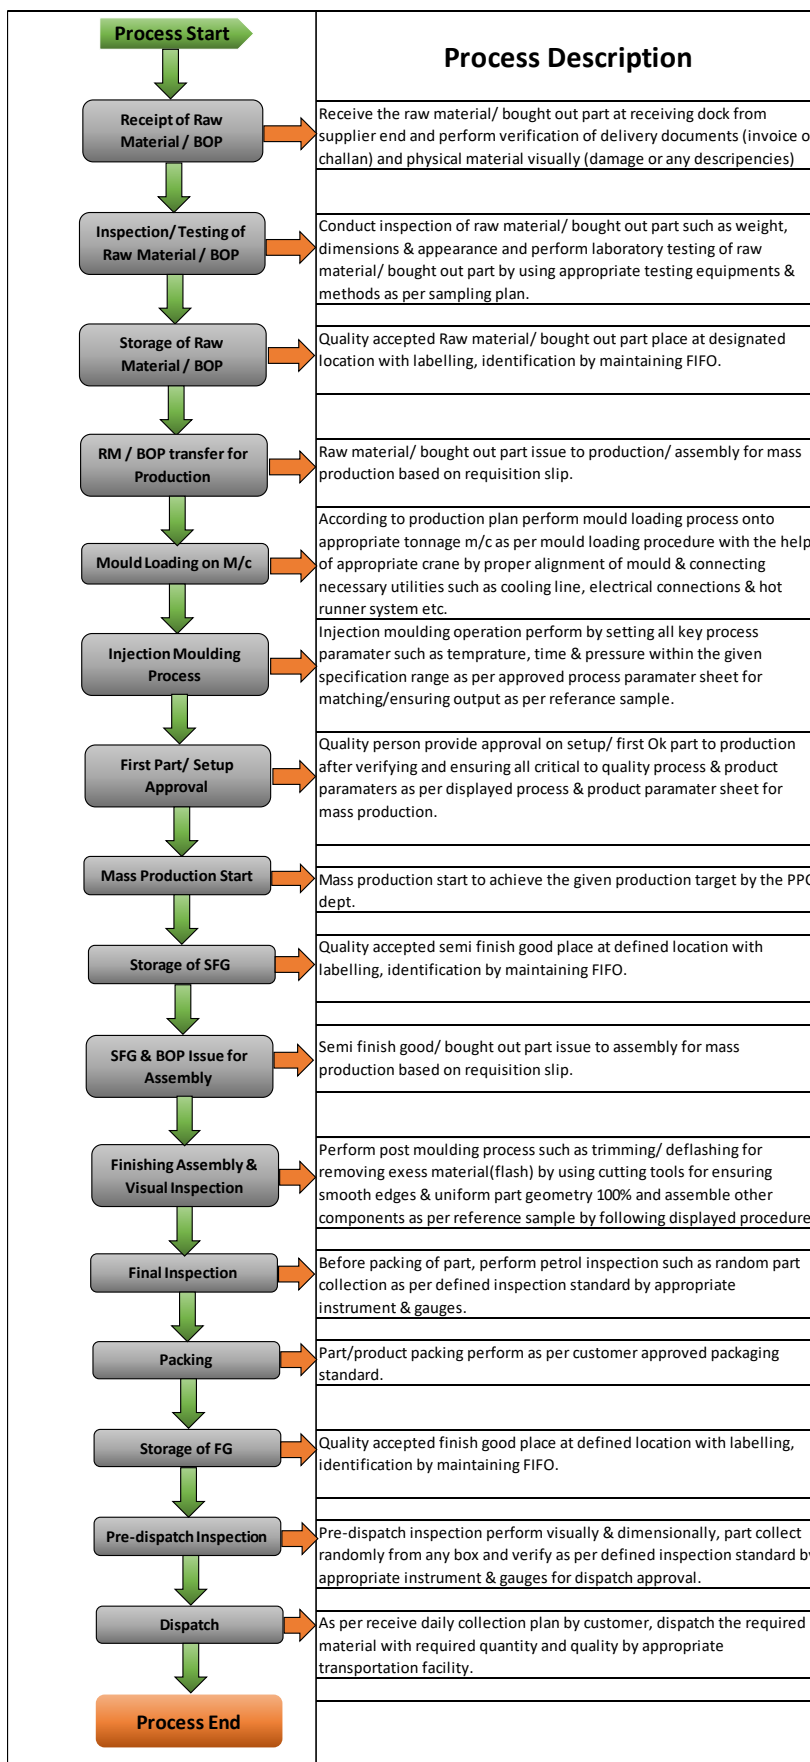 Process Start
Process Description
Receipt of Raw
Material / BOP
Receive the raw material/ bought out part at receiving dock from
supplier end and perform verification of delivery documents (invoice o
challan) and physical material visually (damage or any descripencies)
Inspection/ Testing of
Raw Material / BOP
Conduct inspection of raw material/ bought out part such as weight,
dimensions & appearance and perform laboratory testing of raw
material/ bought out part by using appropriate testing equipments &
methods as per sampling plan.
Storage of Raw
Material / BOP
Quality accepted Raw material/ bought out part place at designated
location with labelling, identification by maintaining FIFO.
RM / BOP transfer for
Production
Raw material/ bought out part issue to production/ assembly for mass
production based on requisition slip.
Mould Loading on M/c
According to production plan perform mould loading process onto
appropriate tonnage m/c as per mould loading procedure with the help
of appropriate crane by proper alignment of mould & connecting
necessary utilities such as cooling line, electrical connections & hot
runner system etc.
Injection Moulding
Process
Injection moulding operation perform by setting all key process
paramater such as temprature, time & pressure within the given
specification range as per approved process paramater sheet for
matching/ensuring output as per referance sample.
First Part/ Setup
Approval
Quality person provide approval on setup/ first Ok part to production
after verifying and ensuring all critical to quality process & product
paramaters as per displayed process & product paramater sheet for
mass production.
Mass Production Start
Mass production start to achieve the given production target by the PPC
dept.
Storage of SFG
Quality accepted semi finish good place at defined location with
labelling, identification by maintaining FIFO.
SFG & BOP Issue for
Assembly
Semi finish good/ bought out part issue to assembly for mass
production based on requisition slip.
Finishing Assembly &
Visual Inspection
Perform post moulding process such as trimming/ deflashing for
removing exess material(flash) by using cutting tools for ensuring
smooth edges & uniform part geometry 100% and assemble other
components as per reference sample by following displayed procedure
Final Inspection
Before packing of part, perform petrol inspection such as random part
collection as per defined inspection standard by appropriate
instrument & gauges.
Packing
Part/product packing perform as per customer approved packaging
standard.
Storage of FG
Quality accepted finish good place at defined location with labelling,
identification by maintaining FIFO.
Pre-dispatch Inspection
Pre-dispatch inspection perform visually & dimensionally, part collect
randomly from any box and verify as per defined inspection standard by
appropriate instrument & gauges for dispatch approval.
Dispatch
As per receive daily collection plan by customer, dispatch the required
material with required quantity and quality by appropriate
transportation facility.
Process End